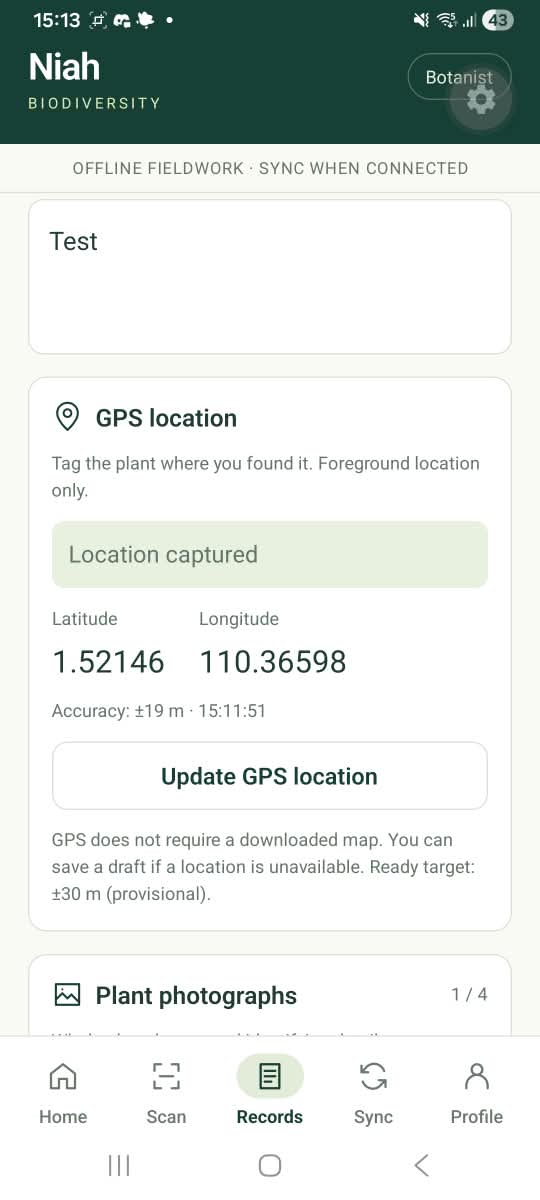 15:13
43
Niah
BIODIVERSITY
Botanist
OFFLINE FIELDWORK · SYNC WHEN CONNECTED
Test
GPS location
Tag the plant where you found it. Foreground location
only.
Location captured
Latitude Longitude
1.52146 110.36598
Accuracy: ±19 m · 15:11:51
Update GPS location
GPS does not require a downloaded map. You can
save a draft if a location is unavailable. Ready target:
±30 m (provisional).
Plant photographs 1 / 4
Home Scan Records Sync Profile